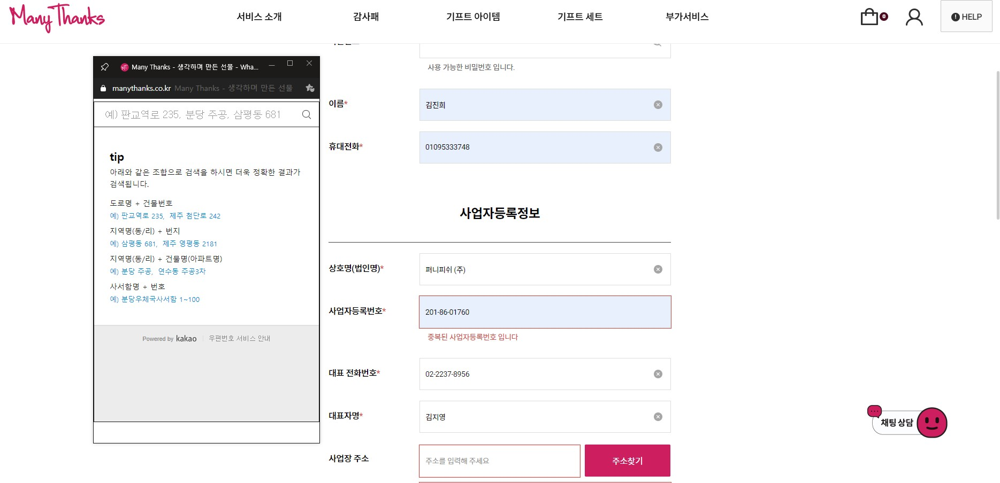 Many Thanks
서비스 소개
감사패
기프트 아이템
기프트 세트
부가서비스
0
HELP
사용 가능한 비밀번호 입니다.
이름*
김진희
휴대전화*
01095333748
사업자등록정보
상호명(법인명)*
퍼니피쉬 (주)
사업자등록번호*
201-86-01760
중복된 사업자등록번호 입니다
대표 전화번호*
02-2237-8956
대표자명*
김지영
사업장 주소
주소를 입력해 주세요
주소찾기
MT Many Thanks - 생각하며 만든 선물 - Wha...
manythanks.co.kr Many Thanks - 생각하며 만든 선물
예) 판교역로 235, 분당 주공, 삼평동 681
tip
아래와 같은 조합으로 검색을 하시면 더욱 정확한 결과가
검색됩니다.
도로명 + 건물번호
예) 판교역로 235, 제주 첨단로 242
지역명(동/리) + 번지
예) 삼평동 681, 제주 영평동 2181
지역명(동/리) + 건물명(아파트명)
예) 분당 주공, 연수동 주공3차
사서함명 + 번호
예) 분당우체국사서함 1~100
Powered by kakao 우편번호 서비스 안내
채팅 상담